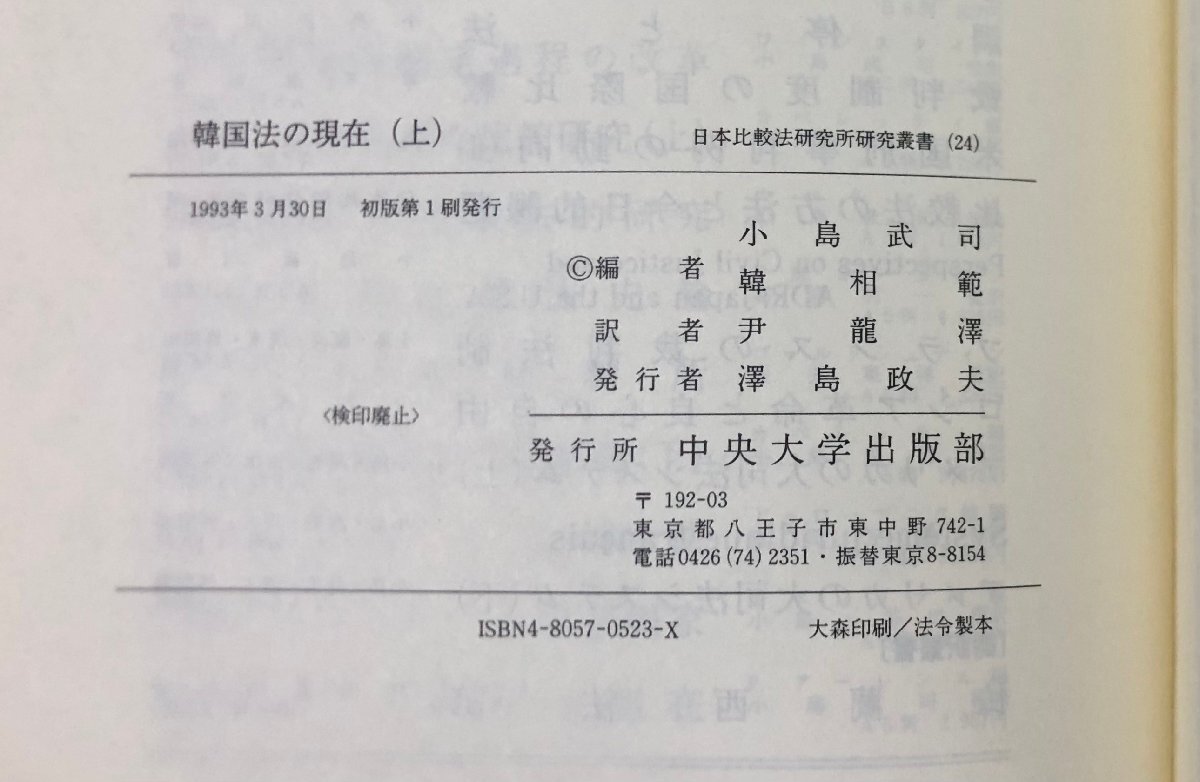 韓国法の現在（上） 日本比較法研究所研究叢書（24）
1993年3月30日 初版第1刷発行
小島武司
©編者 韓相範
訳者 尹龍澤
発行者 澤島政夫
〈検印廃止〉
発行所 中央大学出版部
〒192-03
東京都八王子市東中野742-1
電話0426(74)2351・振替東京8-8154
ISBN4-8057-0523-X 大森印刷／法令製本